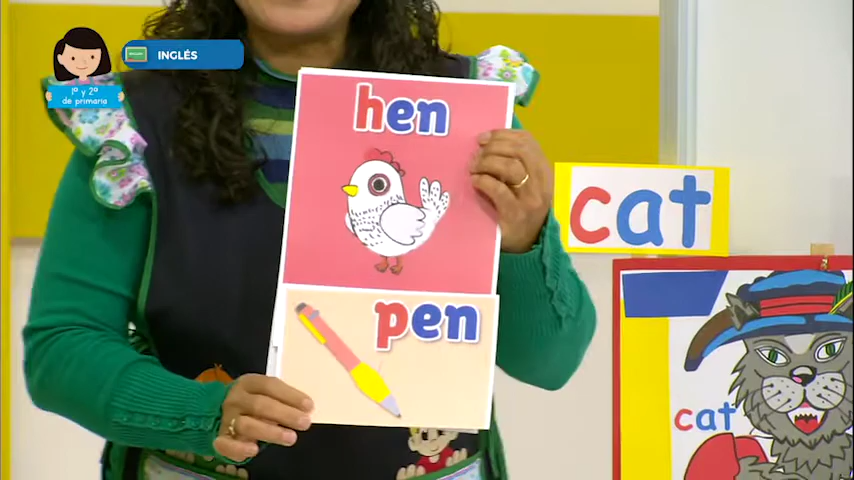 INGLÉS
1º y 2º
de primaria
hen
pen
cat
cat